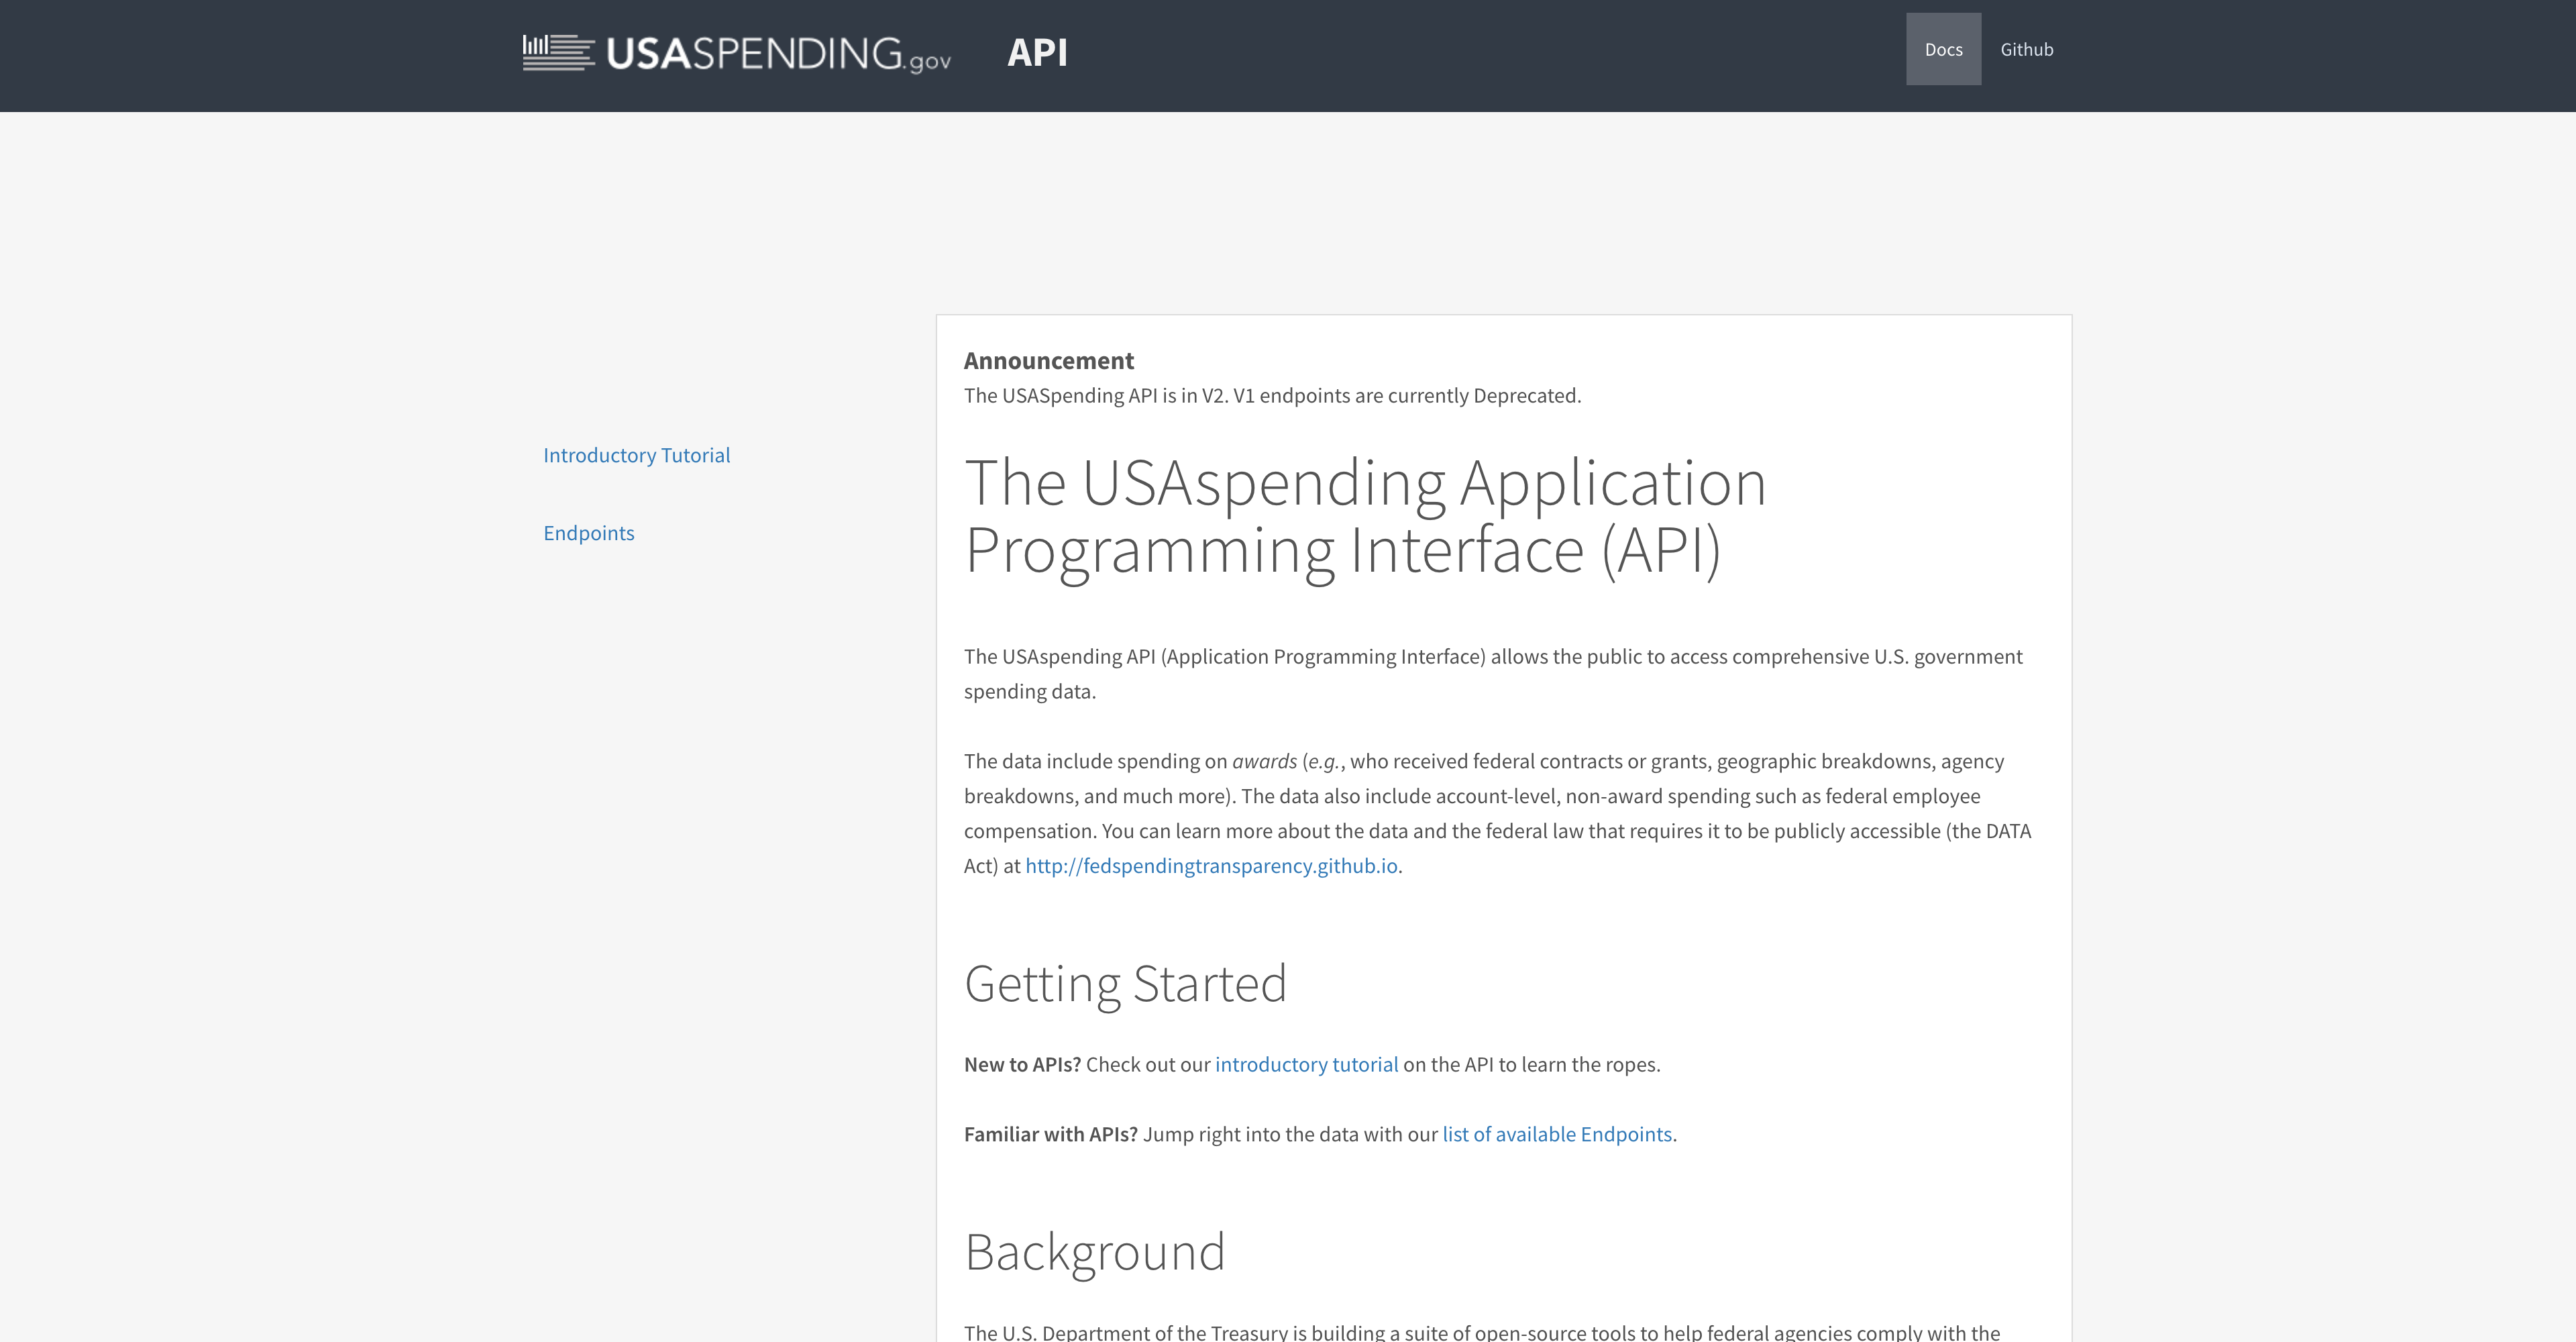 USASPENDING.gov API Docs Github
Announcement
The USASpending API is in V2. V1 endpoints are currently Deprecated.
Introductory Tutorial
Endpoints
The USAspending Application
Programming Interface (API)
The USAspending API (Application Programming Interface) allows the public to access comprehensive U.S. government
spending data.
The data include spending on awards (e.g., who received federal contracts or grants, geographic breakdowns, agency
breakdowns, and much more). The data also include account-level, non-award spending such as federal employee
compensation. You can learn more about the data and the federal law that requires it to be publicly accessible (the DATA
Act) at http://fedspendingtransparency.github.io.
Getting Started
New to APIs? Check out our introductory tutorial on the API to learn the ropes.
Familiar with APIs? Jump right into the data with our list of available Endpoints.
Background
The U.S. Department of the Treasury is building a suite of open-source tools to help federal agencies comply with the